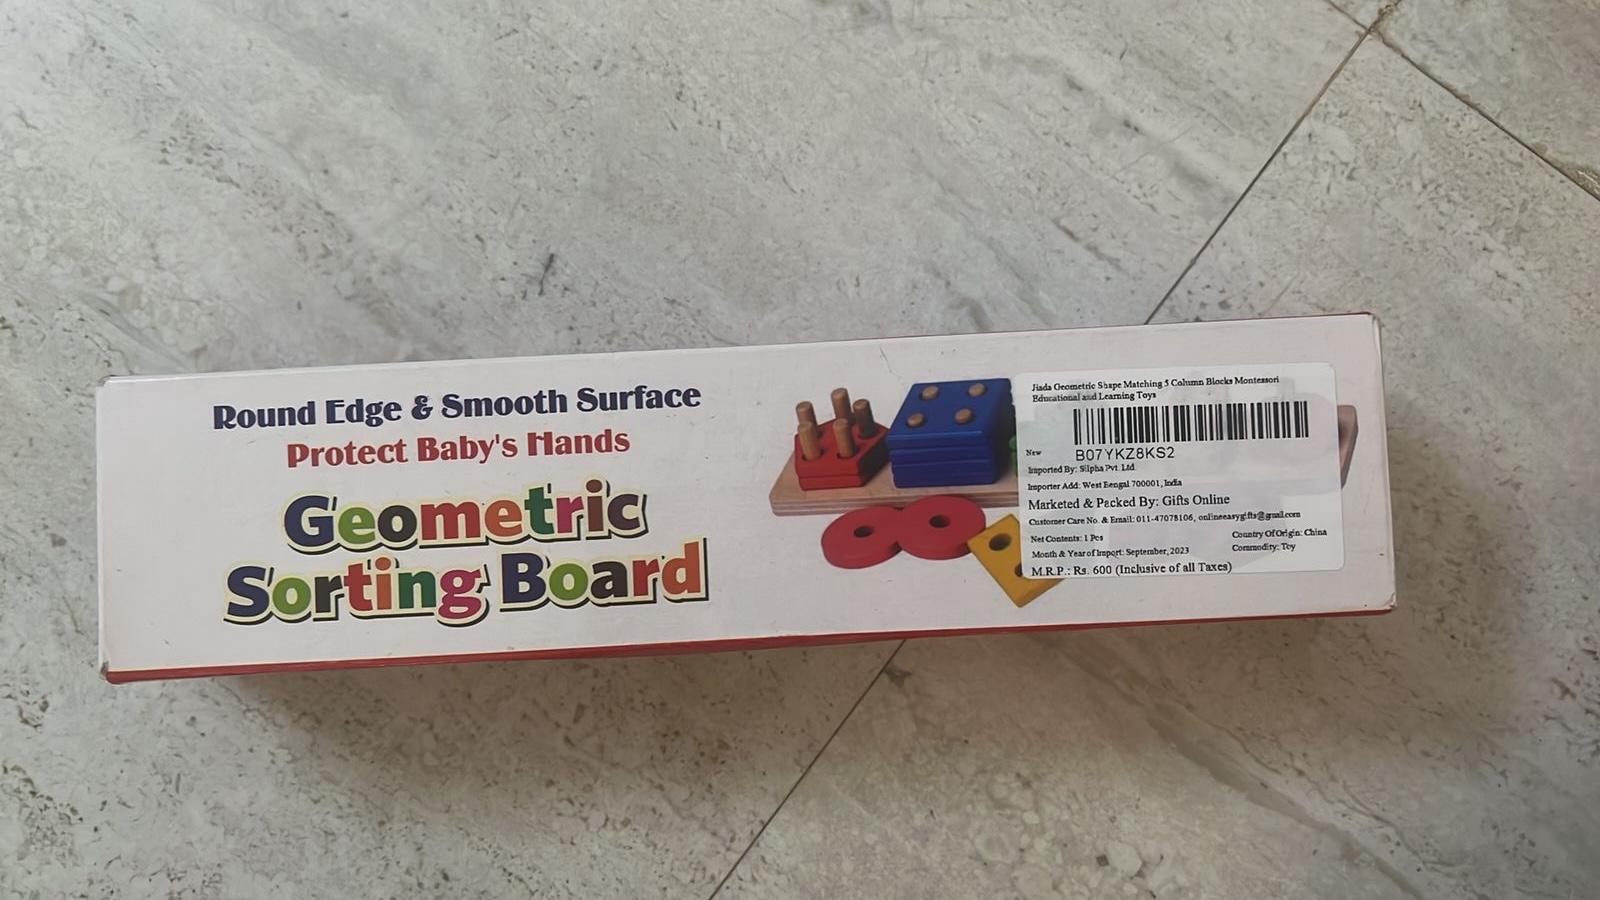 Round Edge & Smooth Surface
Protect Baby's Hands
Geometric
Sorting Board
Jiada Geometric Shape Matching 5 Column Blocks Montessori
Educational and Learning Toys
New B07YKZ8KS2
Imported By: Silpha Pvt. Ltd.
Importer Add: West Bengal 700001, India
Marketed & Packed By: Gifts Online
Customer Care No. & Email: 011-47078106, onlineeasygifts@gmail.com
Net Contents: 1 Pcs Country Of Origin: China
Month & Year of Import: September, 2023 Commodity: Toy
M.R.P.: Rs. 600 (Inclusive of all Taxes)